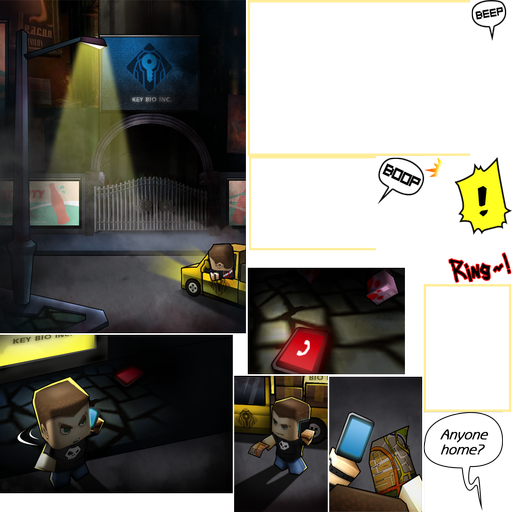 KEY BIO INC.
BEEP
BOOP
!
Ring~!
KEY BIO INC.
BIO
Anyone
home?